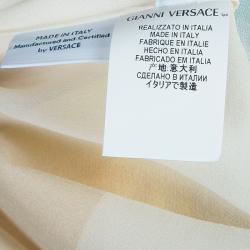 MADE IN ITALY
Manufactured and Certified
by VERSACE
GIANNI VERSACE
REALIZZATO IN ITALIA
MADE IN ITALY
FABRIQUE EN ITALIE
HECHO EN ITALIA
FABRICADO EM ITALIA
产地意大利
СДЕЛАНО В ИТАЛИИ
イタリアで製造